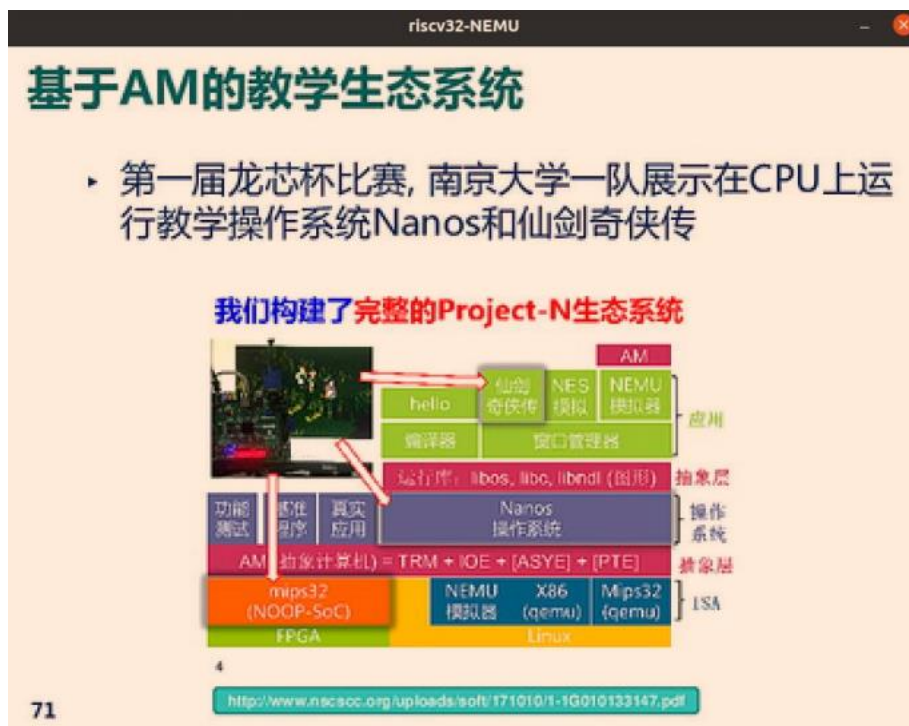 riscv32-NEMU
基于AM的教学生态系统
▸ 第一届龙芯杯比赛, 南京大学一队展示在CPU上运
行教学操作系统Nanos和仙剑奇侠传
我们构建了完整的Project-N生态系统
AM
hello
仙剑
奇侠传
NES
模拟
NEMU
模拟器
应用
编译器
窗口管理器
运行库: libos, libc, libndl (图形)
抽象层
功能
测试
基准
程序
真实
应用
Nanos
操作系统
操作
系统
AM (抽象计算机) = TRM + IOE + [ASYE] + [PTE]
抽象层
mips32
(NOOP-SoC)
NEMU
模拟器
X86
(qemu)
Mips32
(qemu)
ISA
FPGA
Linux
4
http://www.nscscc.org/uploads/soft/171010/1-1G010133147.pdf
71